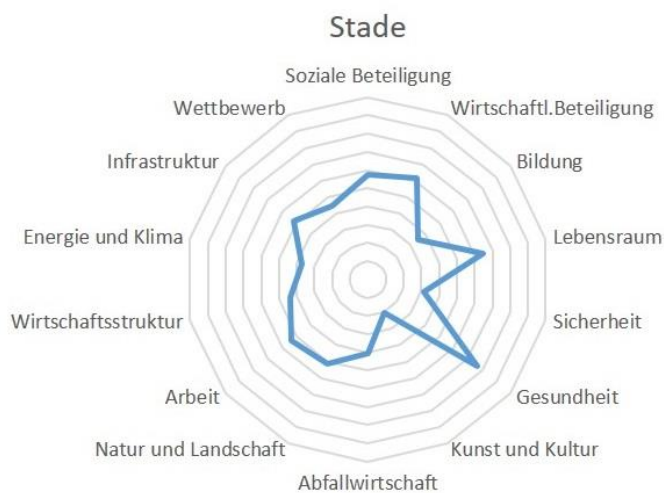 Stade
Soziale Beteiligung
Wirtschaftl.Beteiligung
Bildung
Lebensraum
Sicherheit
Gesundheit
Kunst und Kultur
Abfallwirtschaft
Natur und Landschaft
Arbeit
Wirtschaftsstruktur
Energie und Klima
Infrastruktur
Wettbewerb